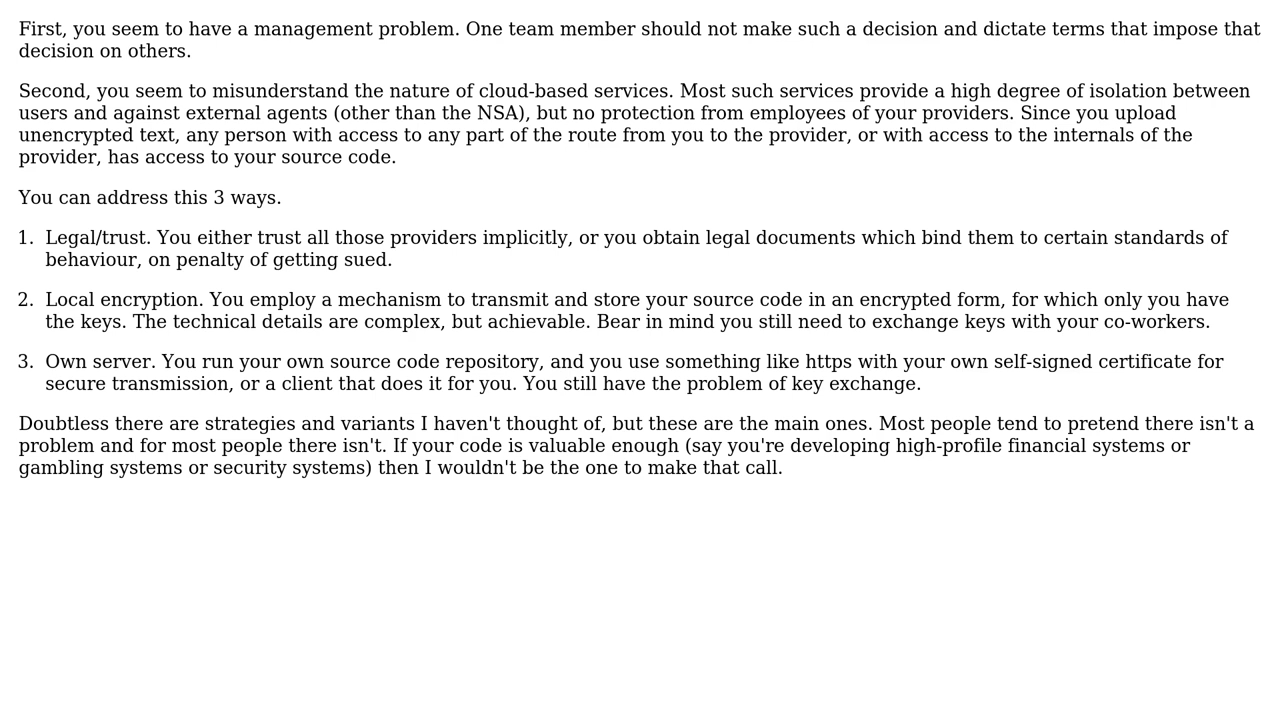 First, you seem to have a management problem. One team member should not make such a decision and dictate terms that impose that
decision on others.
Second, you seem to misunderstand the nature of cloud-based services. Most such services provide a high degree of isolation between
users and against external agents (other than the NSA), but no protection from employees of your providers. Since you upload
unencrypted text, any person with access to any part of the route from you to the provider, or with access to the internals of the
provider, has access to your source code.
You can address this 3 ways.
1. Legal/trust. You either trust all those providers implicitly, or you obtain legal documents which bind them to certain standards of
behaviour, on penalty of getting sued.
2. Local encryption. You employ a mechanism to transmit and store your source code in an encrypted form, for which only you have
the keys. The technical details are complex, but achievable. Bear in mind you still need to exchange keys with your co-workers.
3. Own server. You run your own source code repository, and you use something like https with your own self-signed certificate for
secure transmission, or a client that does it for you. You still have the problem of key exchange.
Doubtless there are strategies and variants I haven't thought of, but these are the main ones. Most people tend to pretend there isn't a
problem and for most people there isn't. If your code is valuable enough (say you're developing high-profile financial systems or
gambling systems or security systems) then I wouldn't be the one to make that call.